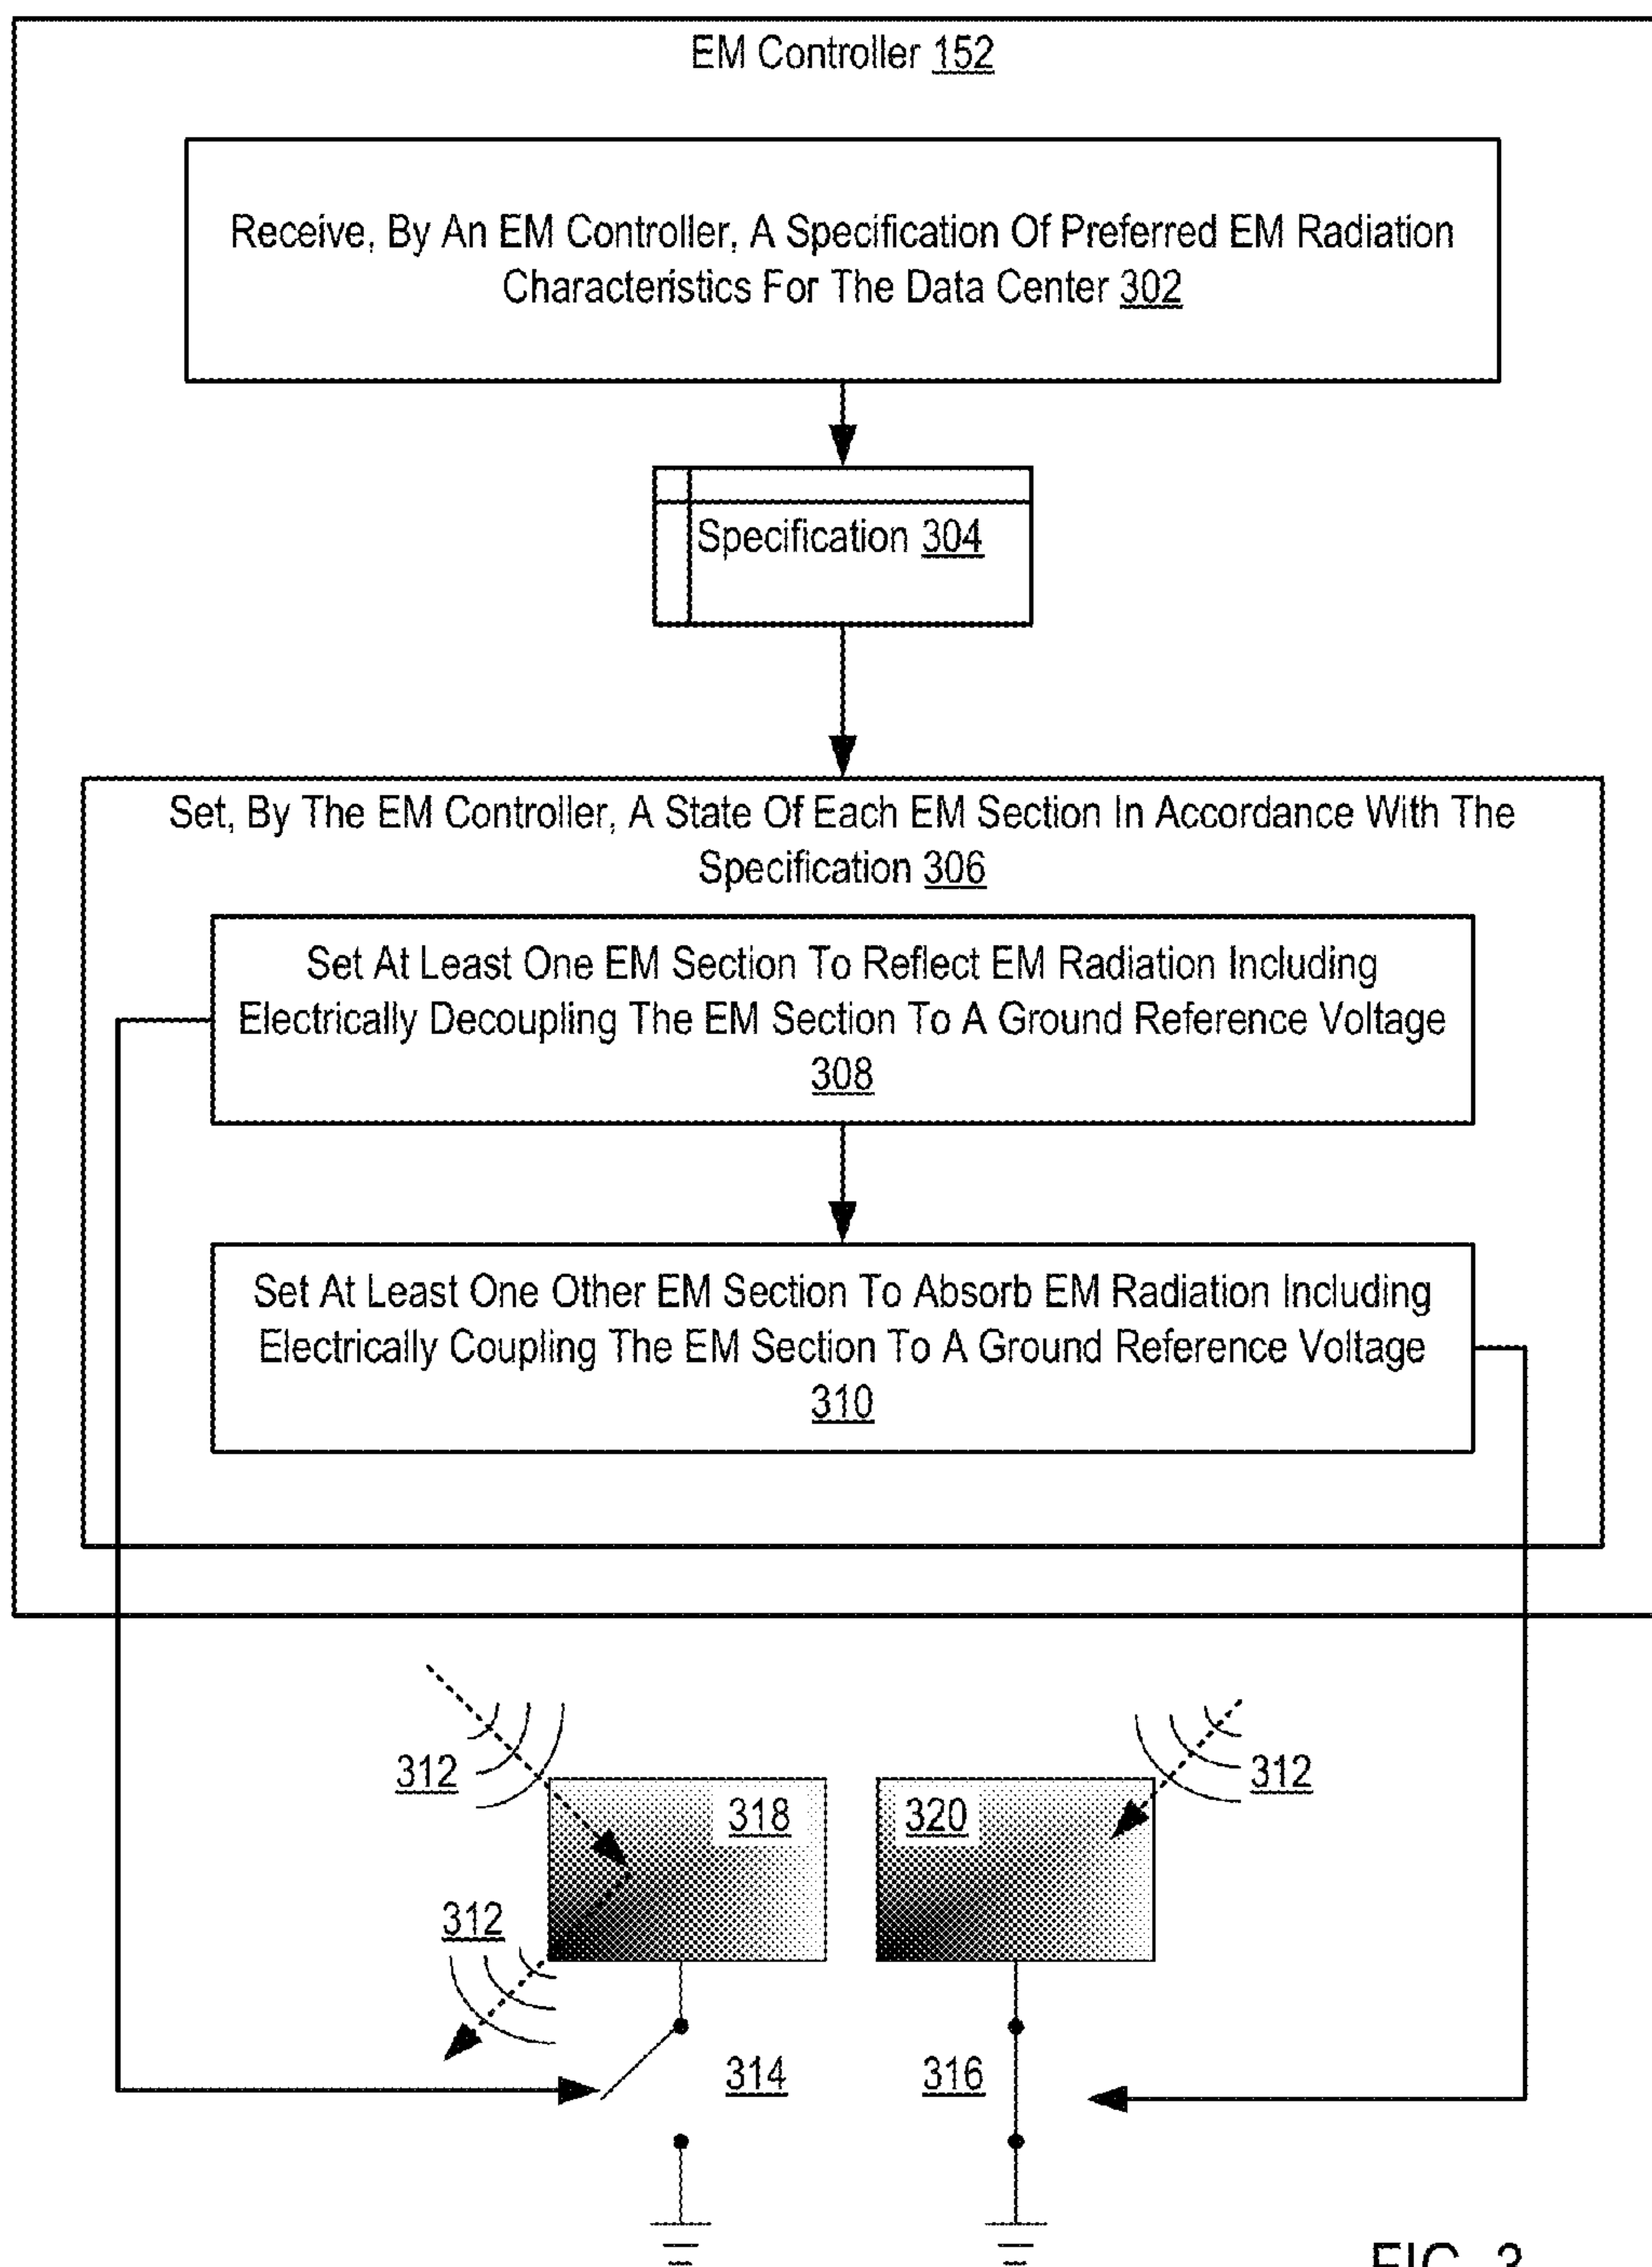 EM Controller 152
Receive, By An EM Controller, A Specification Of Preferred EM Radiation
Characteristics For The Data Center 302
Specification 304
Set, By The EM Controller, A State Of Each EM Section In Accordance With The
Specification 306
Set At Least One EM Section To Reflect EM Radiation Including
Electrically Decoupling The EM Section To A Ground Reference Voltage
308
Set At Least One Other EM Section To Absorb EM Radiation Including
Electrically Coupling The EM Section To A Ground Reference Voltage
310
312
312
318
320
312
314
316
FIG. 3